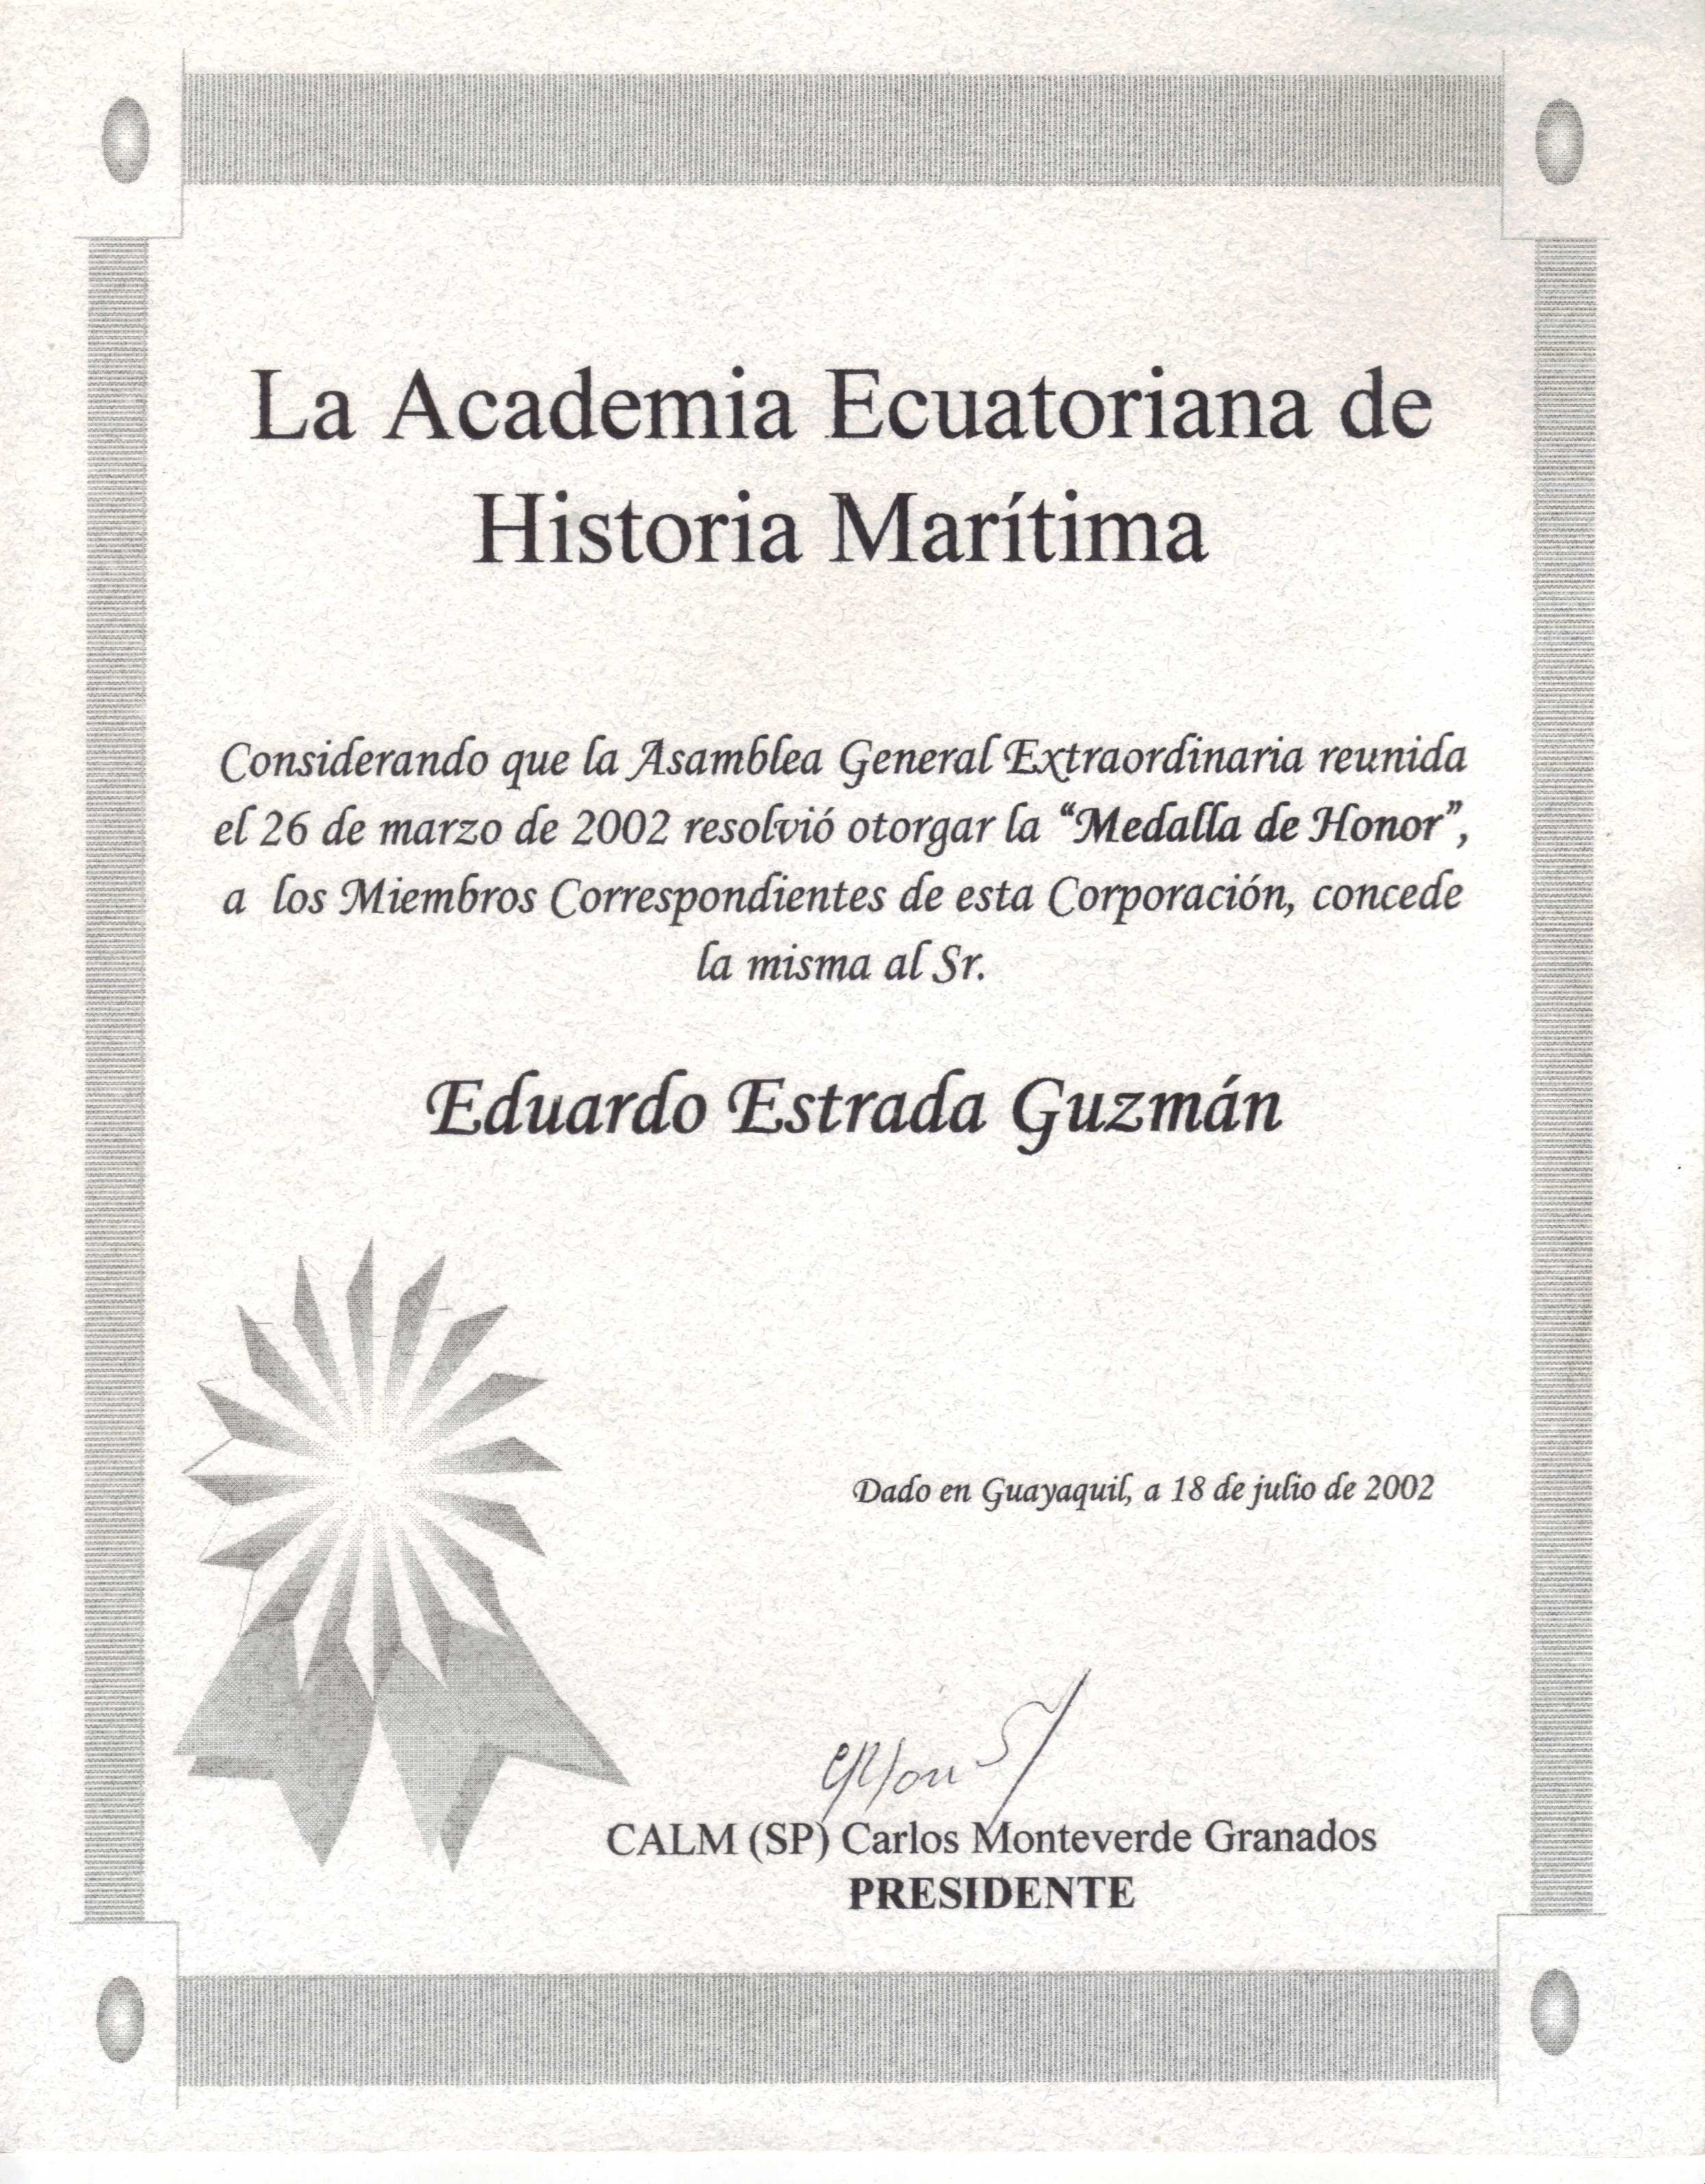 La Academia Ecuatoriana de
Historia Marítima
Considerando que la Asamblea General Extraordinaria reunida
el 26 de marzo de 2002 resolvió otorgar la “Medalla de Honor”,
a los Miembros Correspondientes de esta Corporación, concede
la misma al Sr.
Eduardo Estrada Guzmán
Dado en Guayaquil, a 18 de julio de 2002
CALM (SP) Carlos Monteverde Granados
PRESIDENTE